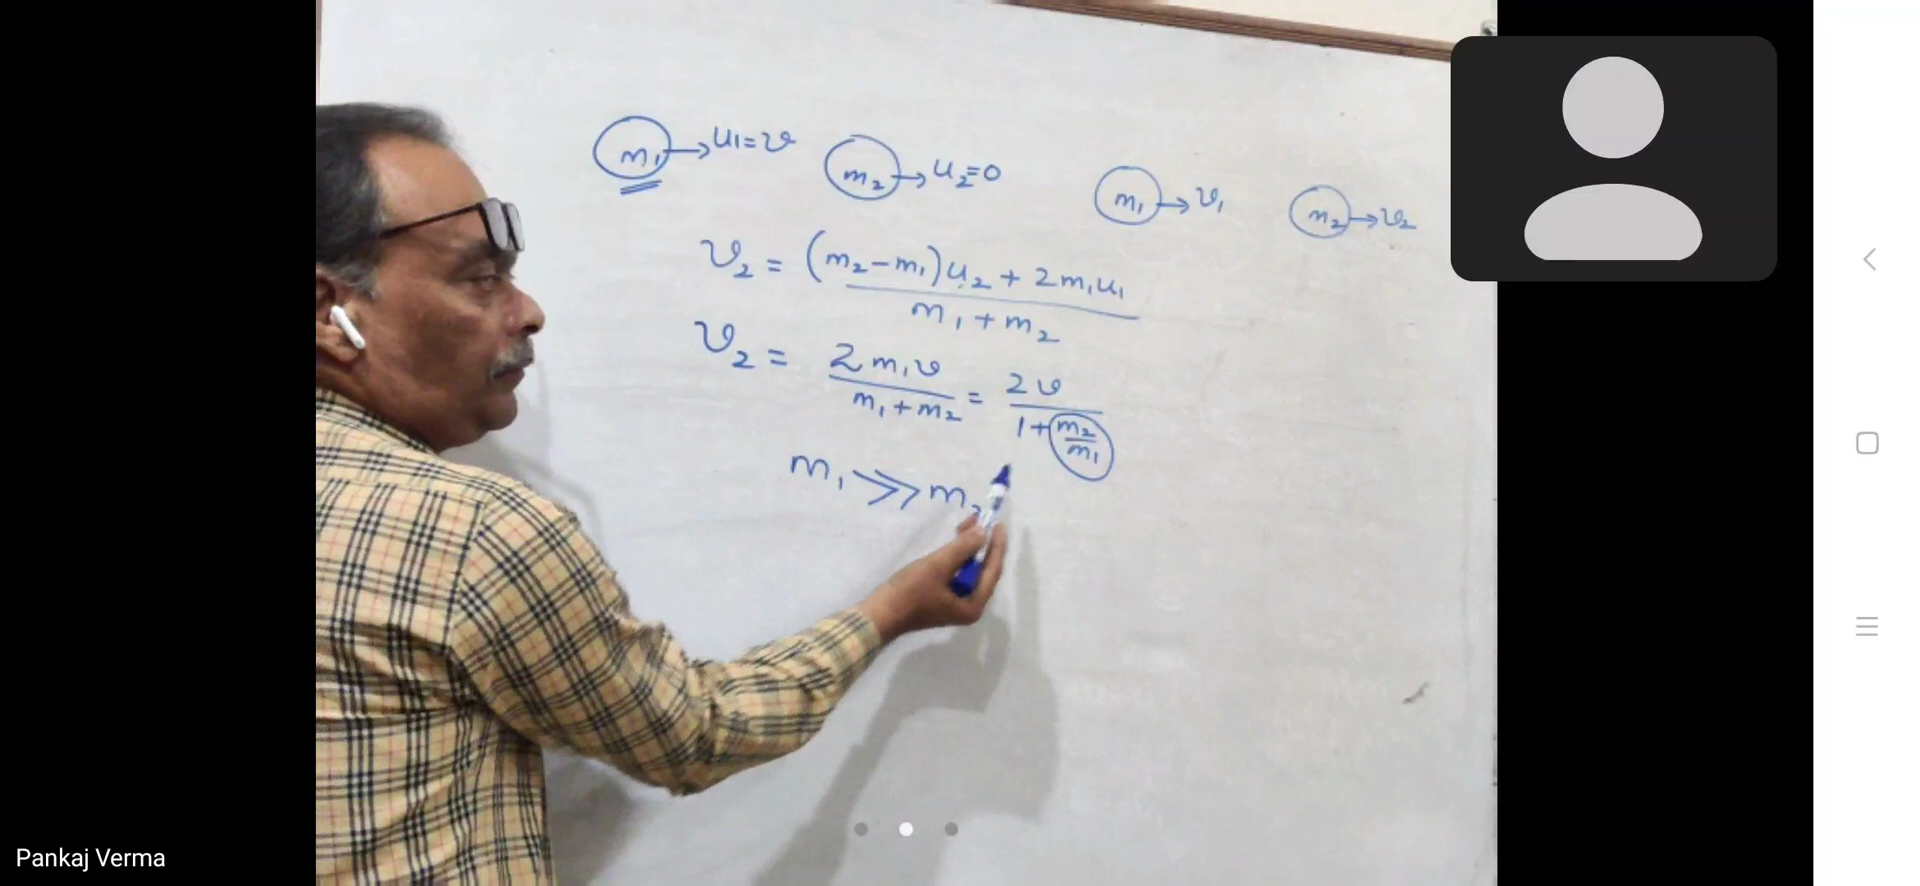 m₁ → u₁=v m₂ → u₂=0 m₁ → v₁ m₂ → v₂
v₂ = (m₂-m₁)u₂ + 2m₁u₁ / m₁+m₂
v₂ = 2m₁v / m₁+m₂ = 2v / 1+m₂/m₁
m₁ >> m₂
Pankaj Verma